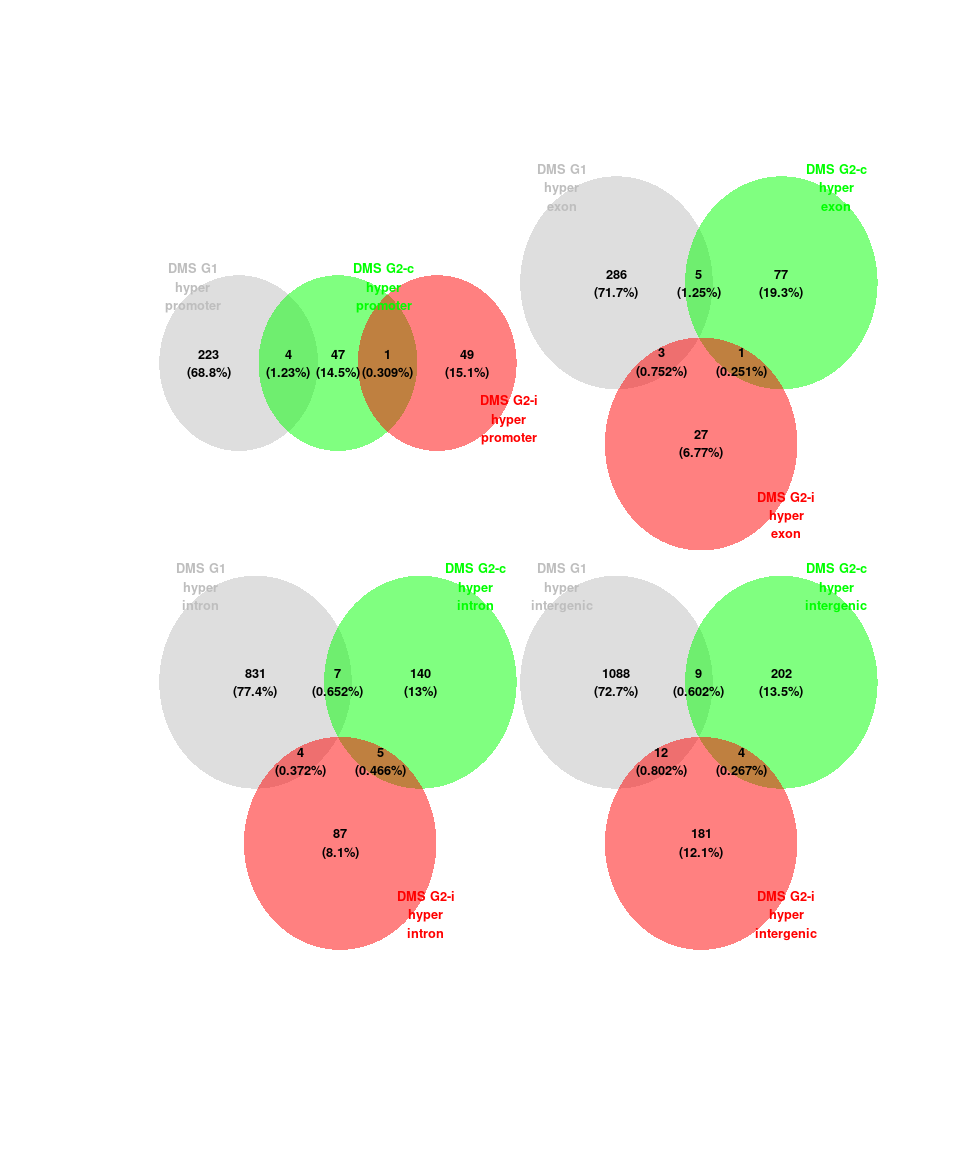 DMS G1
hyper
promoter
DMS G2-c
hyper
promoter
223
(68.8%)
4
(1.23%)
47
(14.5%)
1
(0.309%)
49
(15.1%)
DMS G2-i
hyper
promoter
DMS G1
hyper
exon
DMS G2-c
hyper
exon
286
(71.7%)
5
(1.25%)
77
(19.3%)
3
(0.752%)
1
(0.251%)
27
(6.77%)
DMS G2-i
hyper
exon
DMS G1
hyper
intron
DMS G2-c
hyper
intron
831
(77.4%)
7
(0.652%)
140
(13%)
4
(0.372%)
5
(0.466%)
87
(8.1%)
DMS G2-i
hyper
intron
DMS G1
hyper
intergenic
DMS G2-c
hyper
intergenic
1088
(72.7%)
9
(0.602%)
202
(13.5%)
12
(0.802%)
4
(0.267%)
181
(12.1%)
DMS G2-i
hyper
intergenic